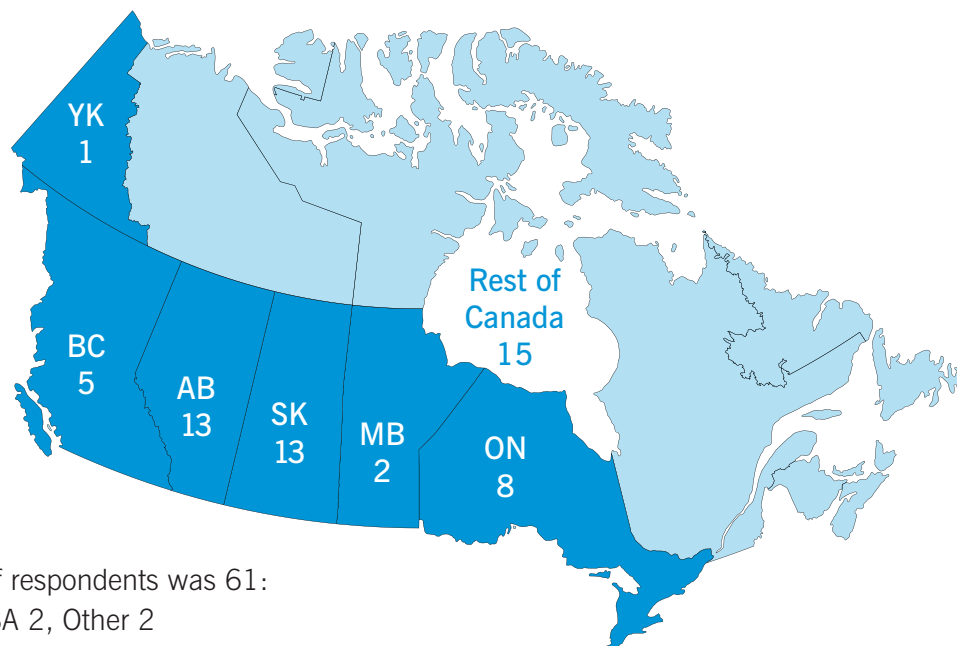 YK
1
Rest of
Canada
15
BC
5
AB
13
SK
13
MB
2
ON
8
respondents was 61:
2, Other 2